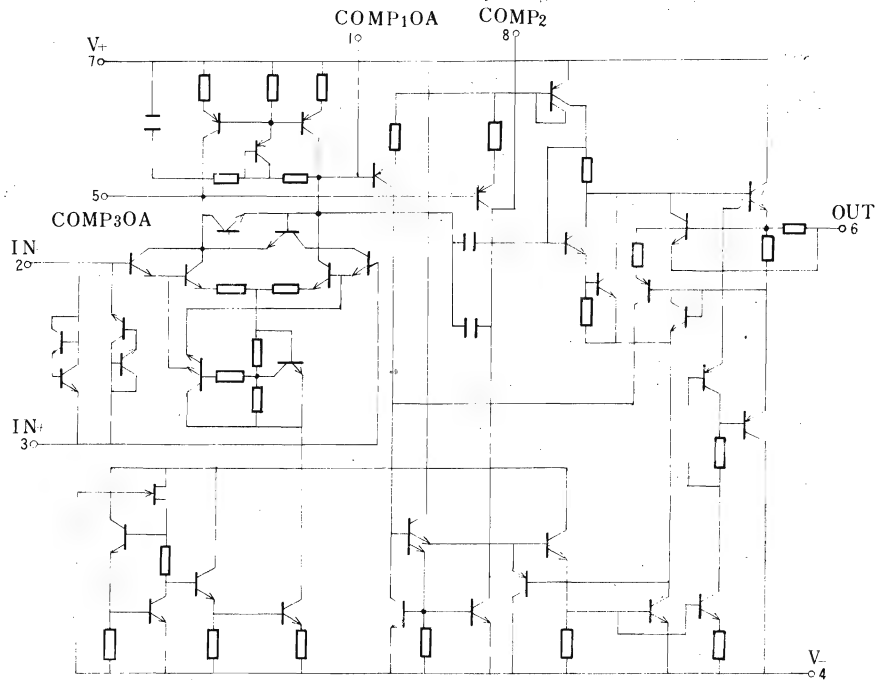 COMP1OA
COMP2
1
8
V+
7
5
COMP3OA
IN-
2
OUT
6
IN+
3
V-
4